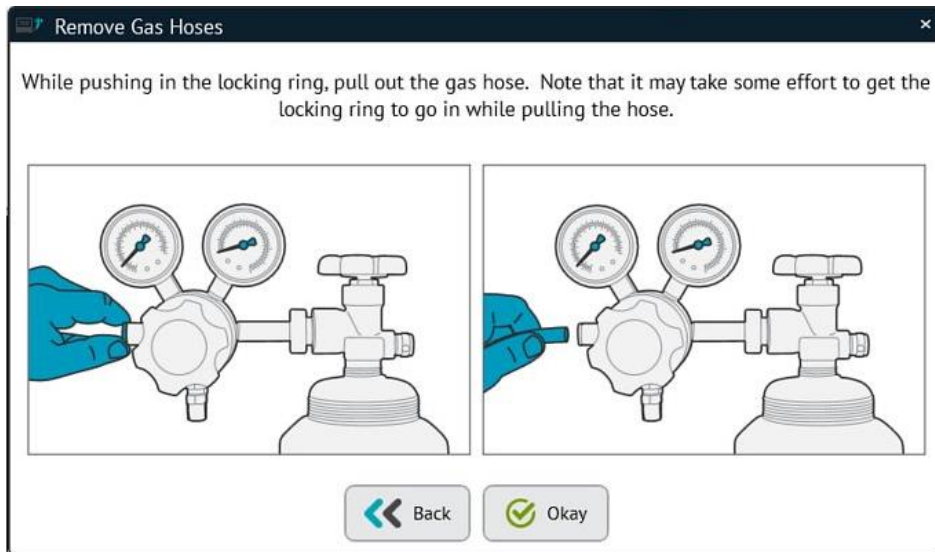 Remove Gas Hoses
While pushing in the locking ring, pull out the gas hose. Note that it may take some effort to get the
locking ring to go in while pulling the hose.
Back
Okay